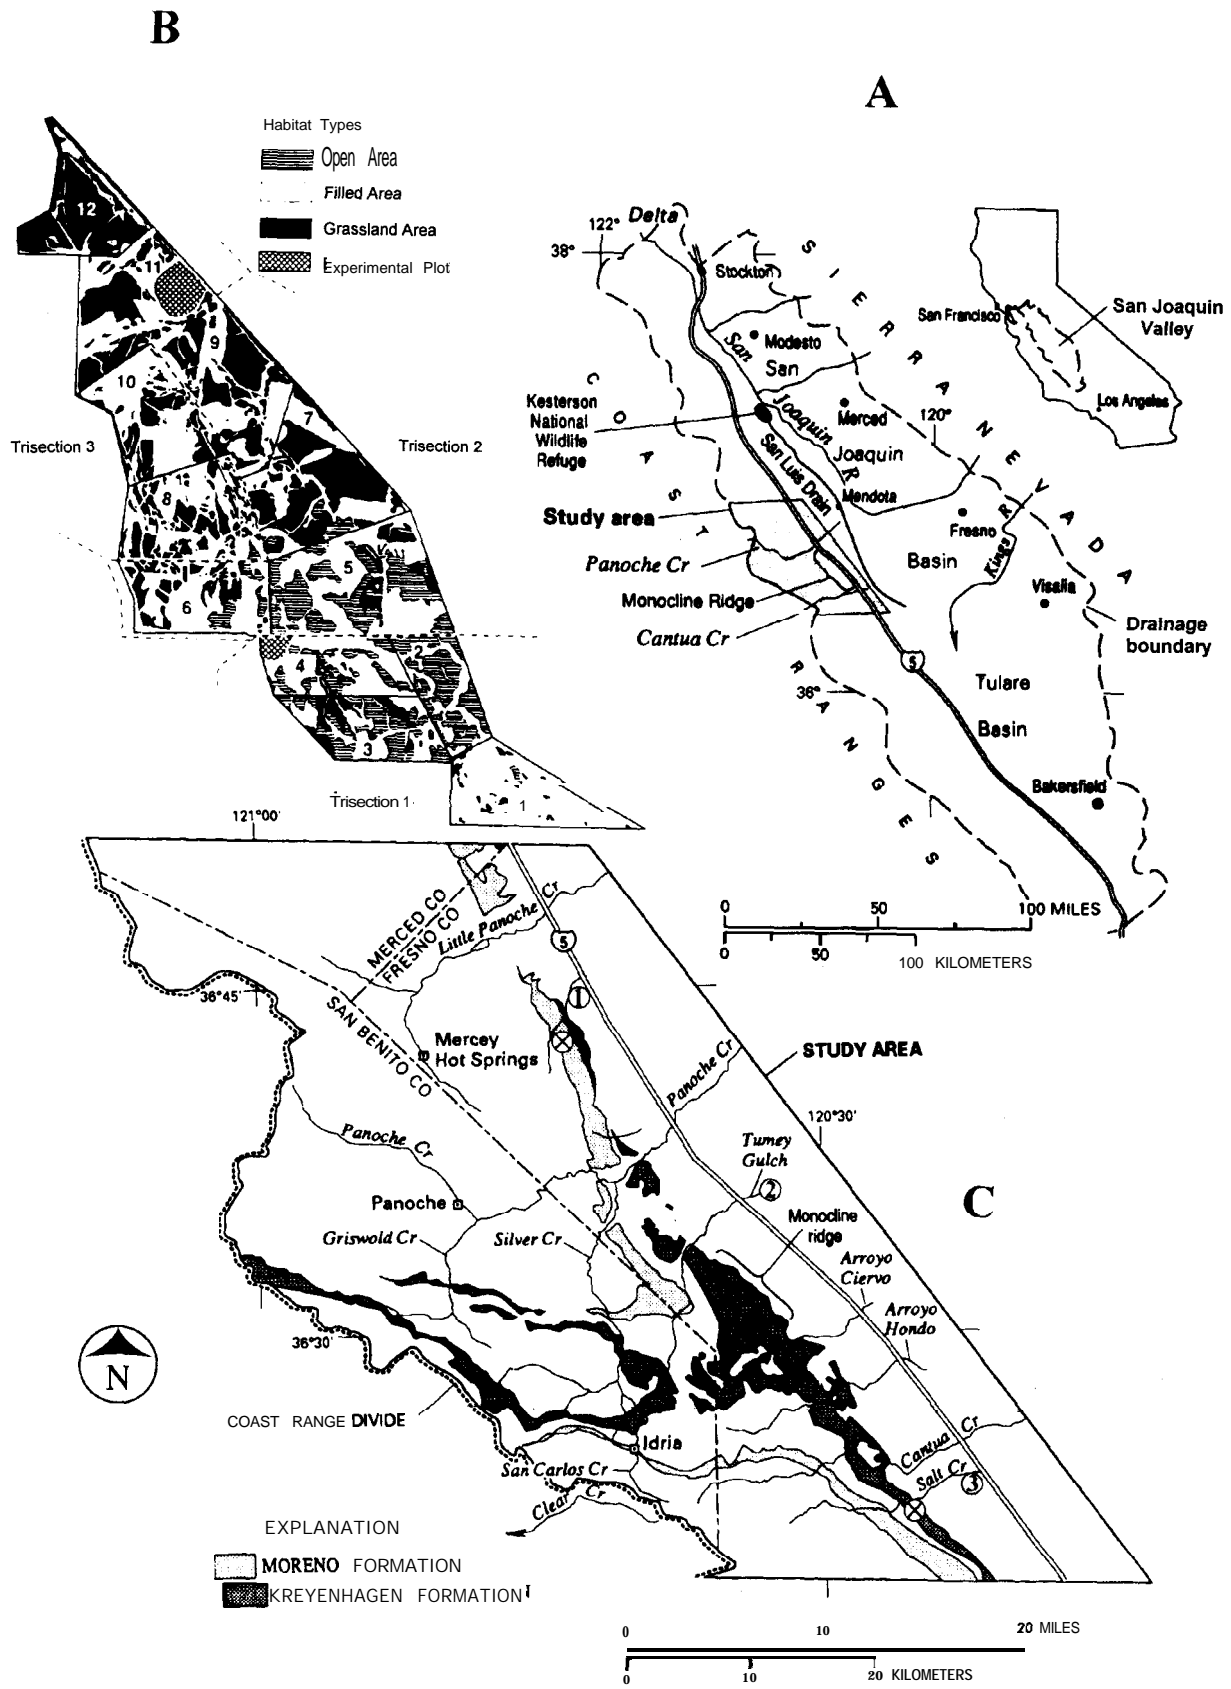 B
A
Habitat Types
Open Area
Filled Area
Grassland Area
Experimental Plot
12
11
9
10
7
Trisection 3
Trisection 2
8
5
6
4
2
3
Trisection 1
1
122°
Delta
38°
Stockton
SIERRA NEVADA
San Francisco
San Joaquin
Valley
Los Angeles
Modesto
San
San
Joaquin
R
Kesterson
National
Wildlife
Refuge
COAST RANGES
Merced
120°
Joaquin
San Luis Drain
Mendota
Study area
Fresno
Panoche Cr
Basin
Kings
R
Visalia
Monocline Ridge
Cantua Cr
Drainage
boundary
5
36°
Tulare
Basin
Bakersfield
0 50 100 MILES
0 50 100 KILOMETERS
121°00'
MERCED CO
FRESNO CO
Little Panoche Cr
5
36°45'
SAN BENITO CO
1
Mercey
Hot Springs
STUDY AREA
Panoche Cr
120°30'
Panoche Cr
Tumey
Gulch
2
C
Panoche
Monocline
ridge
Griswold Cr
Silver Cr
Arroyo
Ciervo
Arroyo
Hondo
36°30'
N
COAST RANGE DIVIDE
Idria
Cantua Cr
San Carlos Cr
Salt Cr
3
Clear Cr
EXPLANATION
MORENO FORMATION
KREYENHAGEN FORMATION
0 10 20 MILES
0 10 20 KILOMETERS